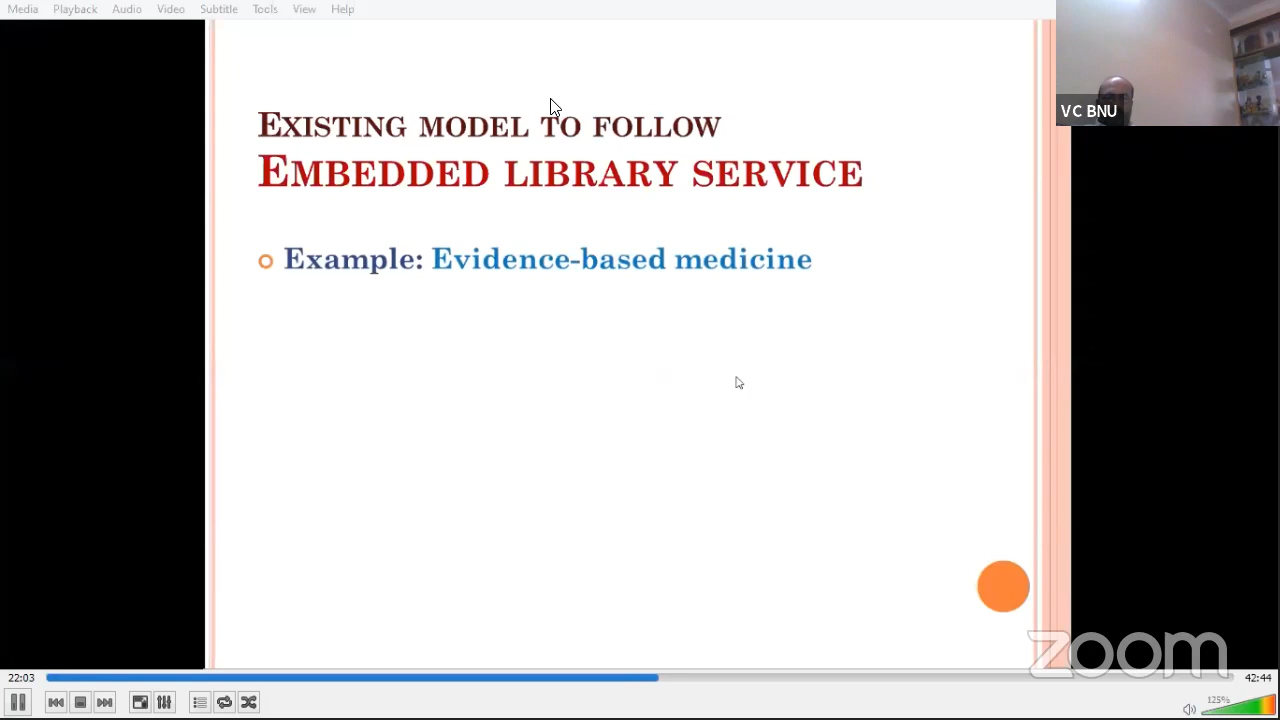 Media Playback Audio Video Subtitle Tools View Help
VC BNU
EXISTING MODEL TO FOLLOW
EMBEDDED LIBRARY SERVICE
Example: Evidence-based medicine
zoom
22:03 42:44
125%